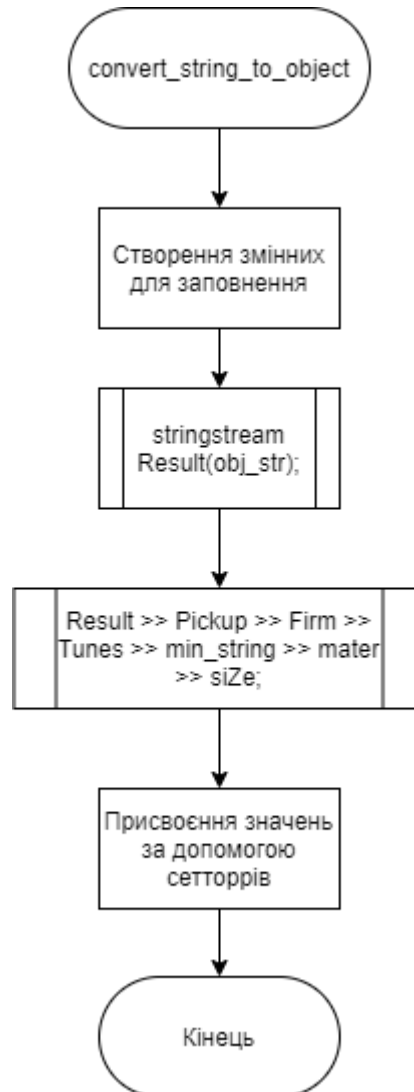 convert_string_to_object
Створення змінних
для заповнення
stringstream
Result(obj_str);
Result >> Pickup >> Firm >>
Tunes >> min_string >> mater
>> siZe;
Присвоєння значень
за допомогою
сетторрів
Кінець